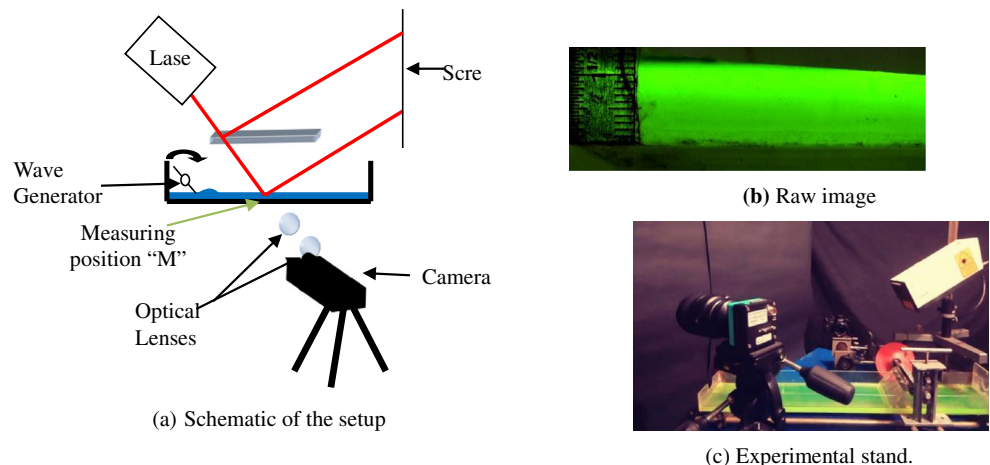 Lase
Scre
Wave
Generator
Measuring
position “M”
Camera
Optical
Lenses
(a) Schematic of the setup
(b) Raw image
(c) Experimental stand.